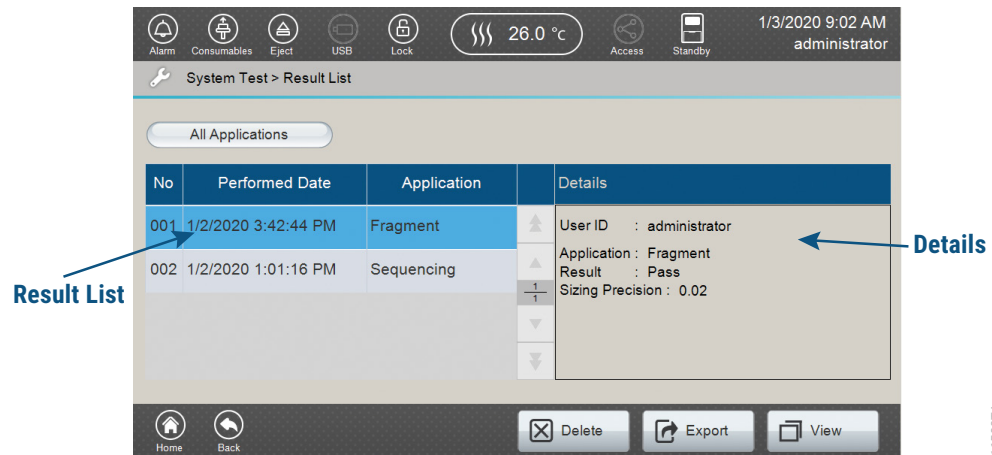 1/3/2020 9:02 AM
26.0 °c
administrator
Alarm Consumables Eject USB Lock Access Standby
System Test > Result List
All Applications
No Performed Date Application Details
001 1/2/2020 3:42:44 PM Fragment
User ID : administrator
Application : Fragment
002 1/2/2020 1:01:16 PM Sequencing
Result : Pass
Sizing Precision : 0.02
1
1
Result List
Details
Delete Export View
Home Back